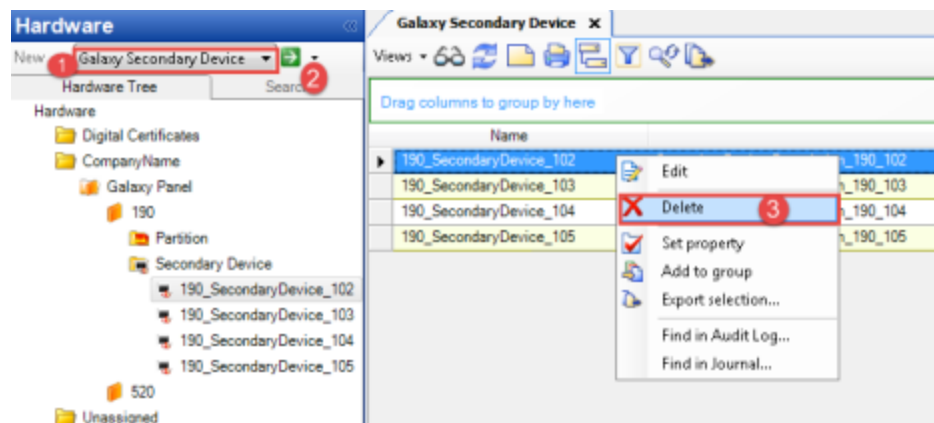 Hardware
New
1
Galaxy Secondary Device
2
Hardware Tree
Search
Hardware
Digital Certificates
CompanyName
Galaxy Panel
190
Partition
Secondary Device
190_SecondaryDevice_102
190_SecondaryDevice_103
190_SecondaryDevice_104
190_SecondaryDevice_105
520
Unassigned
Galaxy Secondary Device
Views
Drag columns to group by here
Name
190_SecondaryDevice_102
n_190_102
190_SecondaryDevice_103
n_190_103
190_SecondaryDevice_104
n_190_104
190_SecondaryDevice_105
n_190_105
Edit
Delete
3
Set property
Add to group
Export selection...
Find in Audit Log...
Find in Journal...